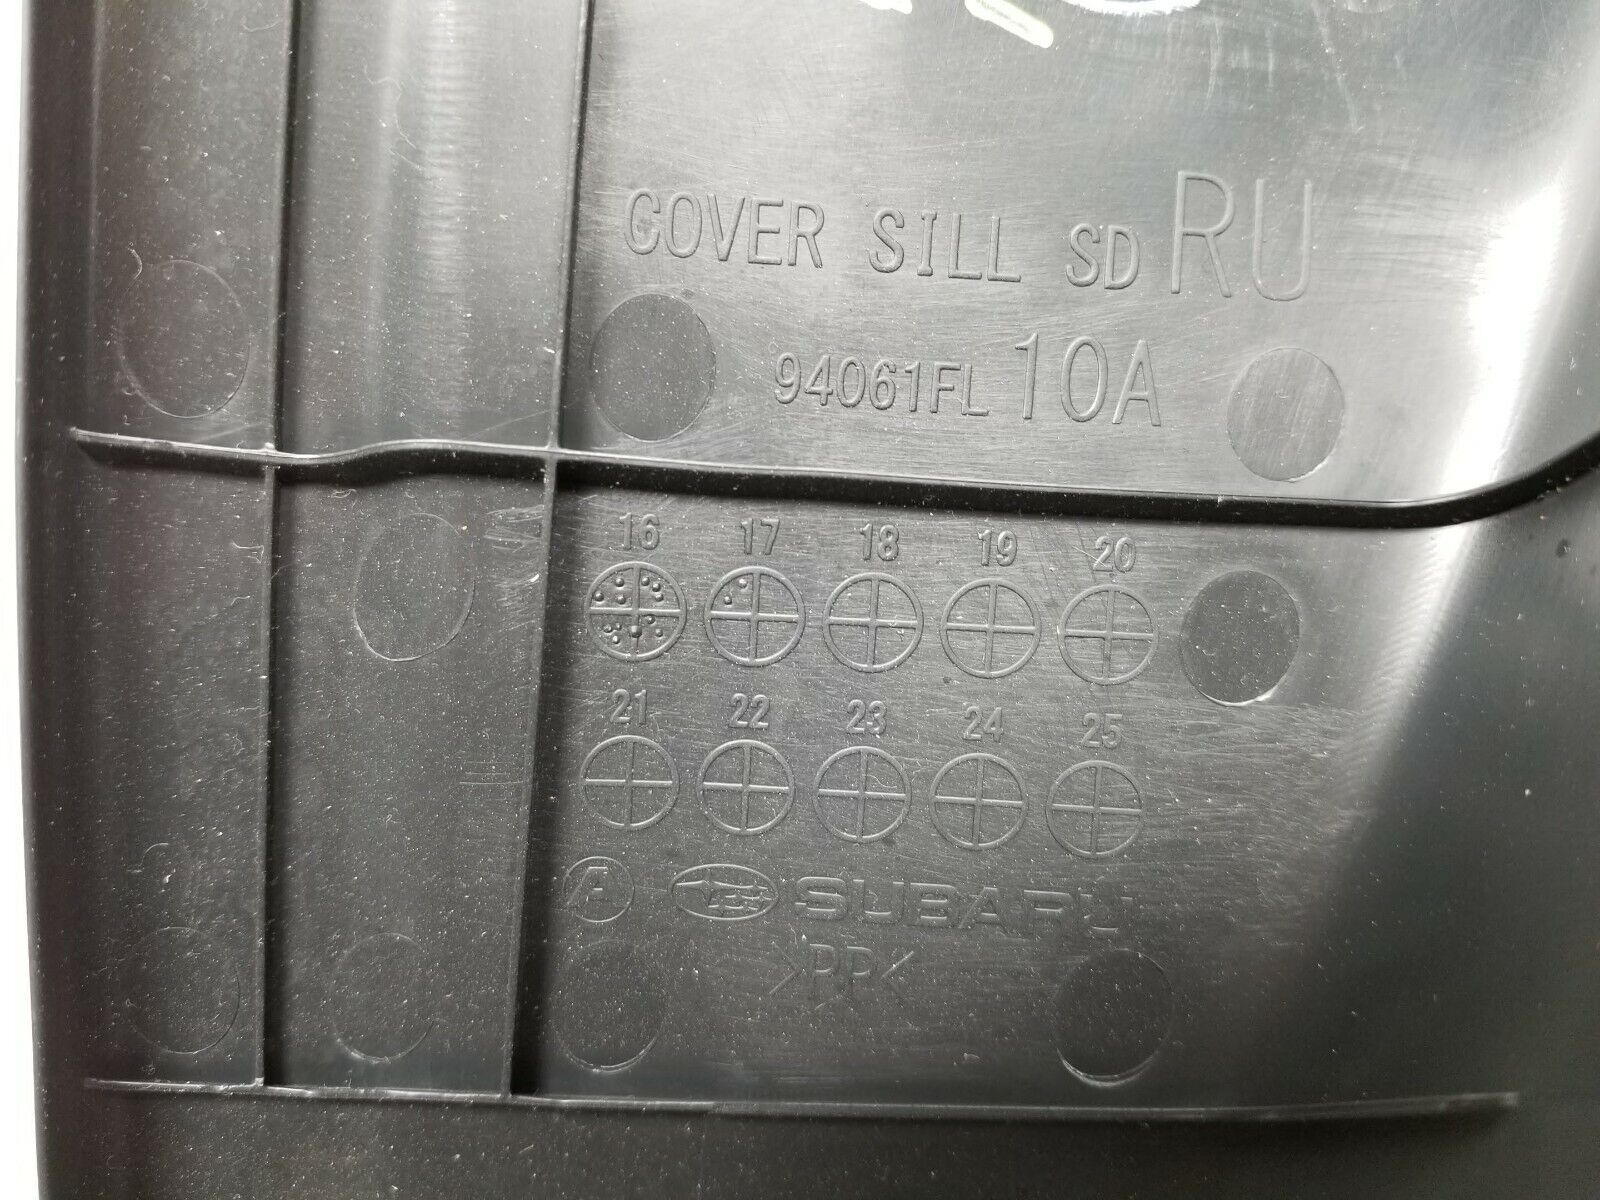 COVER SILL SD RU
94061FL 10A
16 17 18 19 20
21 22 23 24 25
SUBARU
>PP<